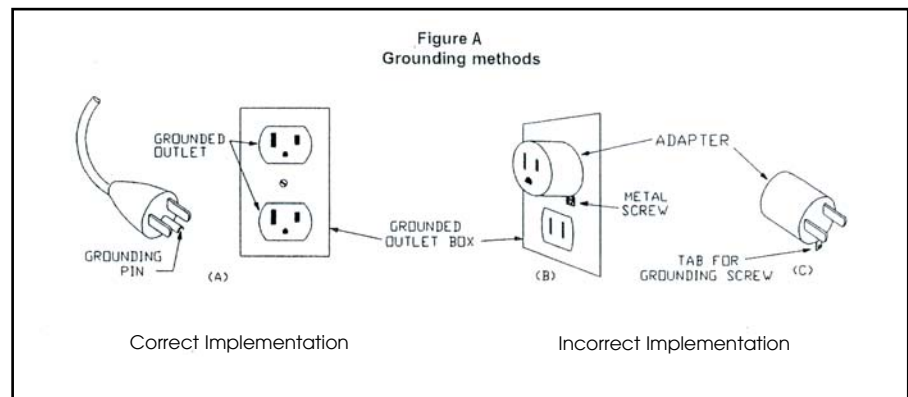 Figure A
Grounding methods
GROUNDED
OUTLET
GROUNDING
PIN
(A)
GROUNDED
OUTLET BOX
ADAPTER
METAL
SCREW
(B)
TAB FOR
GROUNDING SCREW
(C)
Correct Implementation
Incorrect Implementation